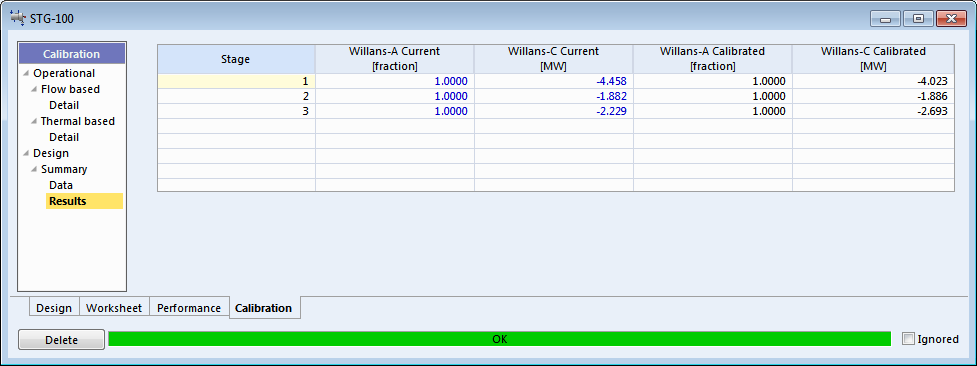 STG-100
Calibration
Operational
Flow based
Detail
Thermal based
Detail
Design
Summary
Data
Results
Stage Willans-A Current [fraction] Willans-C Current [MW] Willans-A Calibrated [fraction] Willans-C Calibrated [MW]
1 1.0000 -4.458 1.0000 -4.023
2 1.0000 -1.882 1.0000 -1.886
3 1.0000 -2.229 1.0000 -2.693
Design Worksheet Performance Calibration
Delete OK Ignored